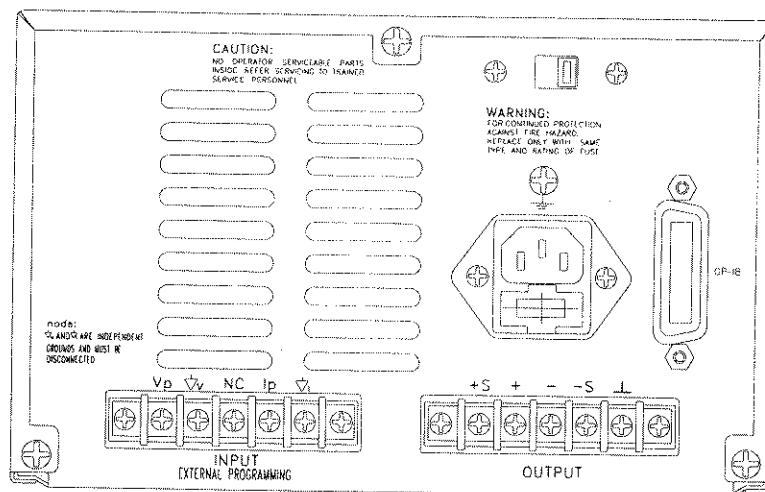 CAUTION:
NO OPERATOR SERVICEABLE PARTS
INSIDE REFER SERVICING TO TRAINED
SERVICE PERSONNEL
WARNING:
FOR CONTINUED PROTECTION
AGAINST FIRE HAZARD.
REPLACE ONLY WITH SAME
TYPE AND RATING OF FUSE
GP-IB
node:
AND ARE INDEPENDENT
GROUNDS AND MUST BE
DISCONNECTED
Vp V NC Ip I
+S + - -S
INPUT
EXTERNAL PROGRAMMING
OUTPUT